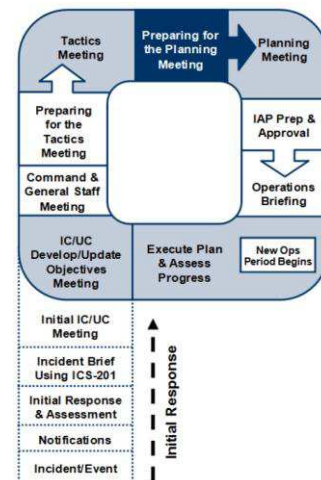 Tactics
Meeting
Preparing for
the Planning
Meeting
Planning
Meeting
Preparing
for the
Tactics
Meeting
IAP Prep &
Approval
Command &
General Staff
Meeting
Operations
Briefing
IC/UC
Develop/Update
Objectives
Meeting
Execute Plan
& Assess
Progress
New Ops
Period Begins
Initial IC/UC
Meeting
Incident Brief
Using ICS-201
Initial Response
& Assessment
Notifications
Incident/Event
Initial Response